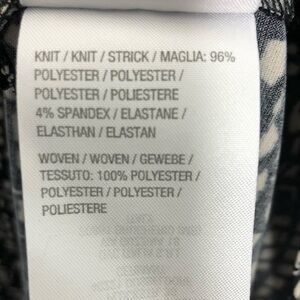 KNIT / KNIT / STRICK / MAGLIA: 96%
POLYESTER / POLYESTER /
POLYESTER / POLIESTERE
4% SPANDEX / ELASTANE /
ELASTHAN / ELASTAN
WOVEN / WOVEN / GEWEBE /
TESSUTO: 100% POLYESTER /
POLYESTER / POLYESTER /
POLIESTERE